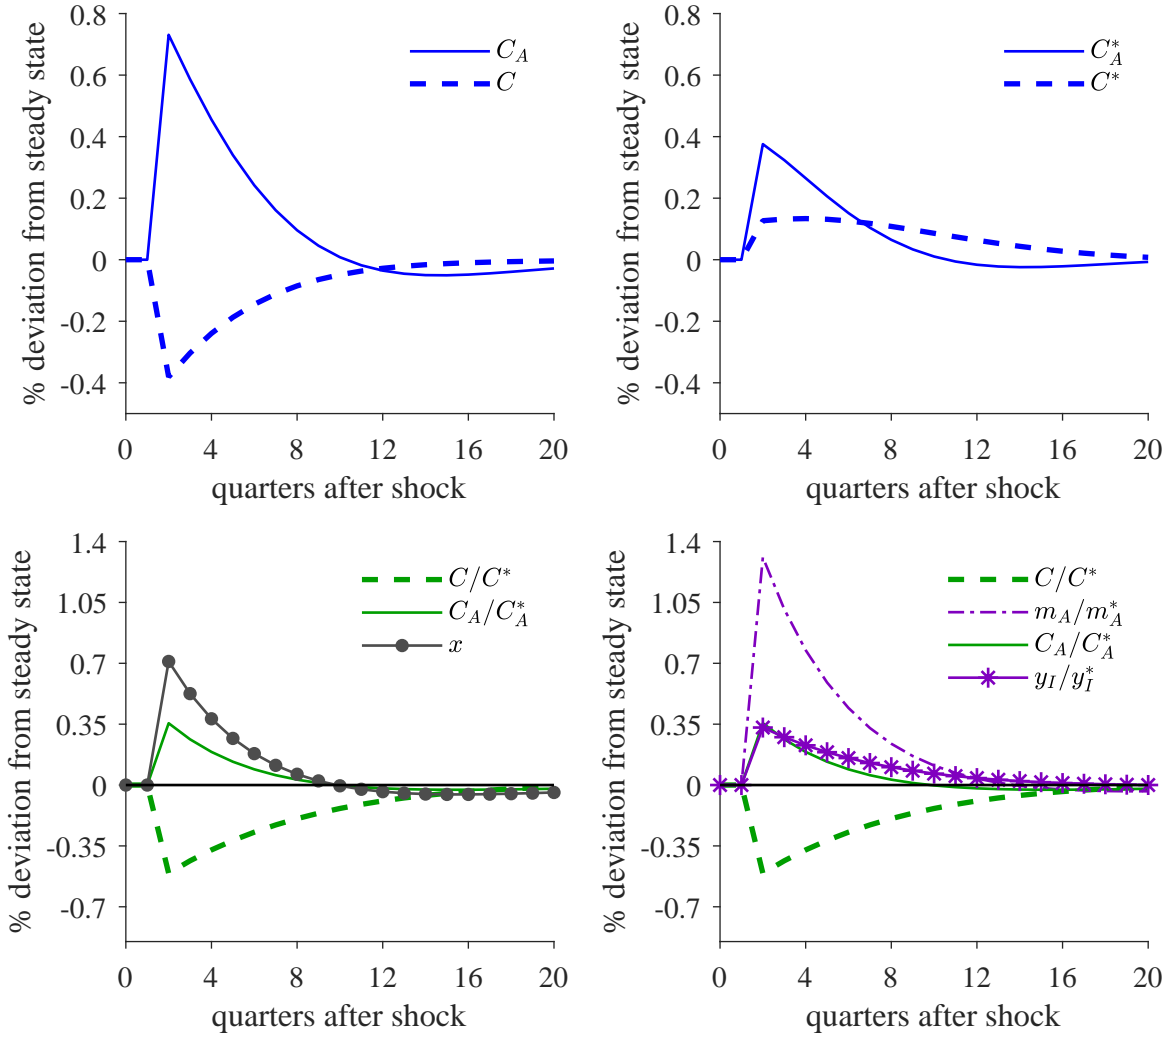 % deviation from steady state
0.8
0.6
0.4
0.2
0
-0.2
-0.4
C_A
C
0 4 8 12 16 20
quarters after shock
% deviation from steady state
0.8
0.6
0.4
0.2
0
-0.2
-0.4
C_A^*
C^*
0 4 8 12 16 20
quarters after shock
% deviation from steady state
1.4
1.05
0.7
0.35
0
-0.35
-0.7
C/C^*
C_A/C_A^*
x
0 4 8 12 16 20
quarters after shock
% deviation from steady state
1.4
1.05
0.7
0.35
0
-0.35
-0.7
C/C^*
m_A/m_A^*
C_A/C_A^*
y_I/y_I^*
0 4 8 12 16 20
quarters after shock